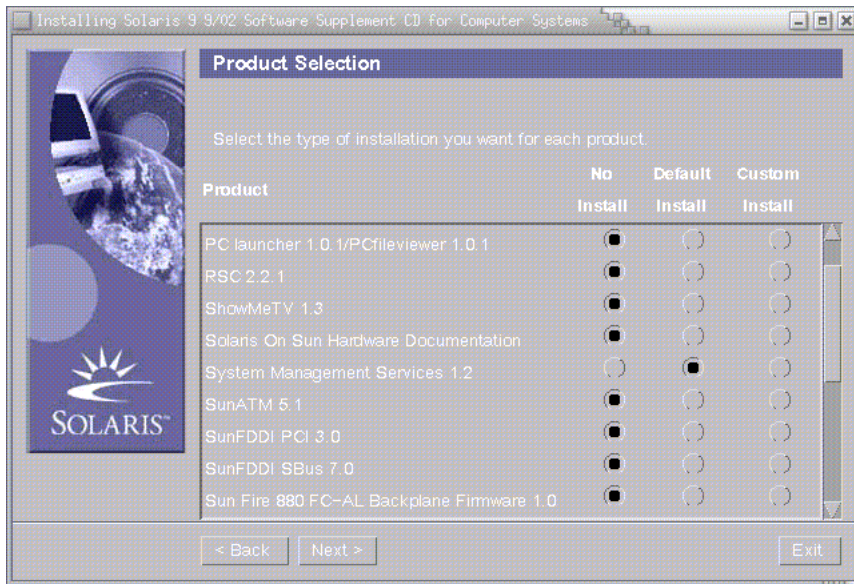 Installing Solaris 9 9/02 Software Supplement CD for Computer Systems
Product Selection
Select the type of installation you want for each product.
Product No Install Default Install Custom Install
PC launcher 1.0.1/PCfileviewer 1.0.1
RSC 2.2.1
ShowMeTV 1.3
Solaris On Sun Hardware Documentation
System Management Services 1.2
SunATM 5.1
SunFDDI PCI 3.0
SunFDDI SBus 7.0
Sun Fire 880 FC-AL Backplane Firmware 1.0
SOLARIS™
< Back Next > Exit